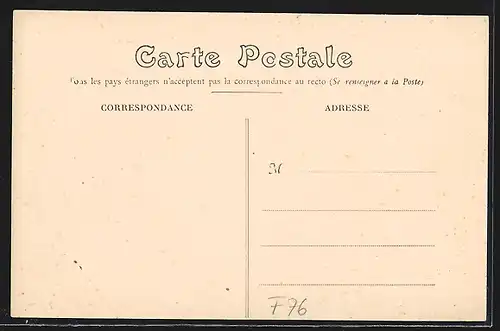 Carte Postale
Tous les pays étrangers n'acceptent pas la correspondance au recto (Se renseigner a la Poste)
CORRESPONDANCE
ADRESSE
M
F76